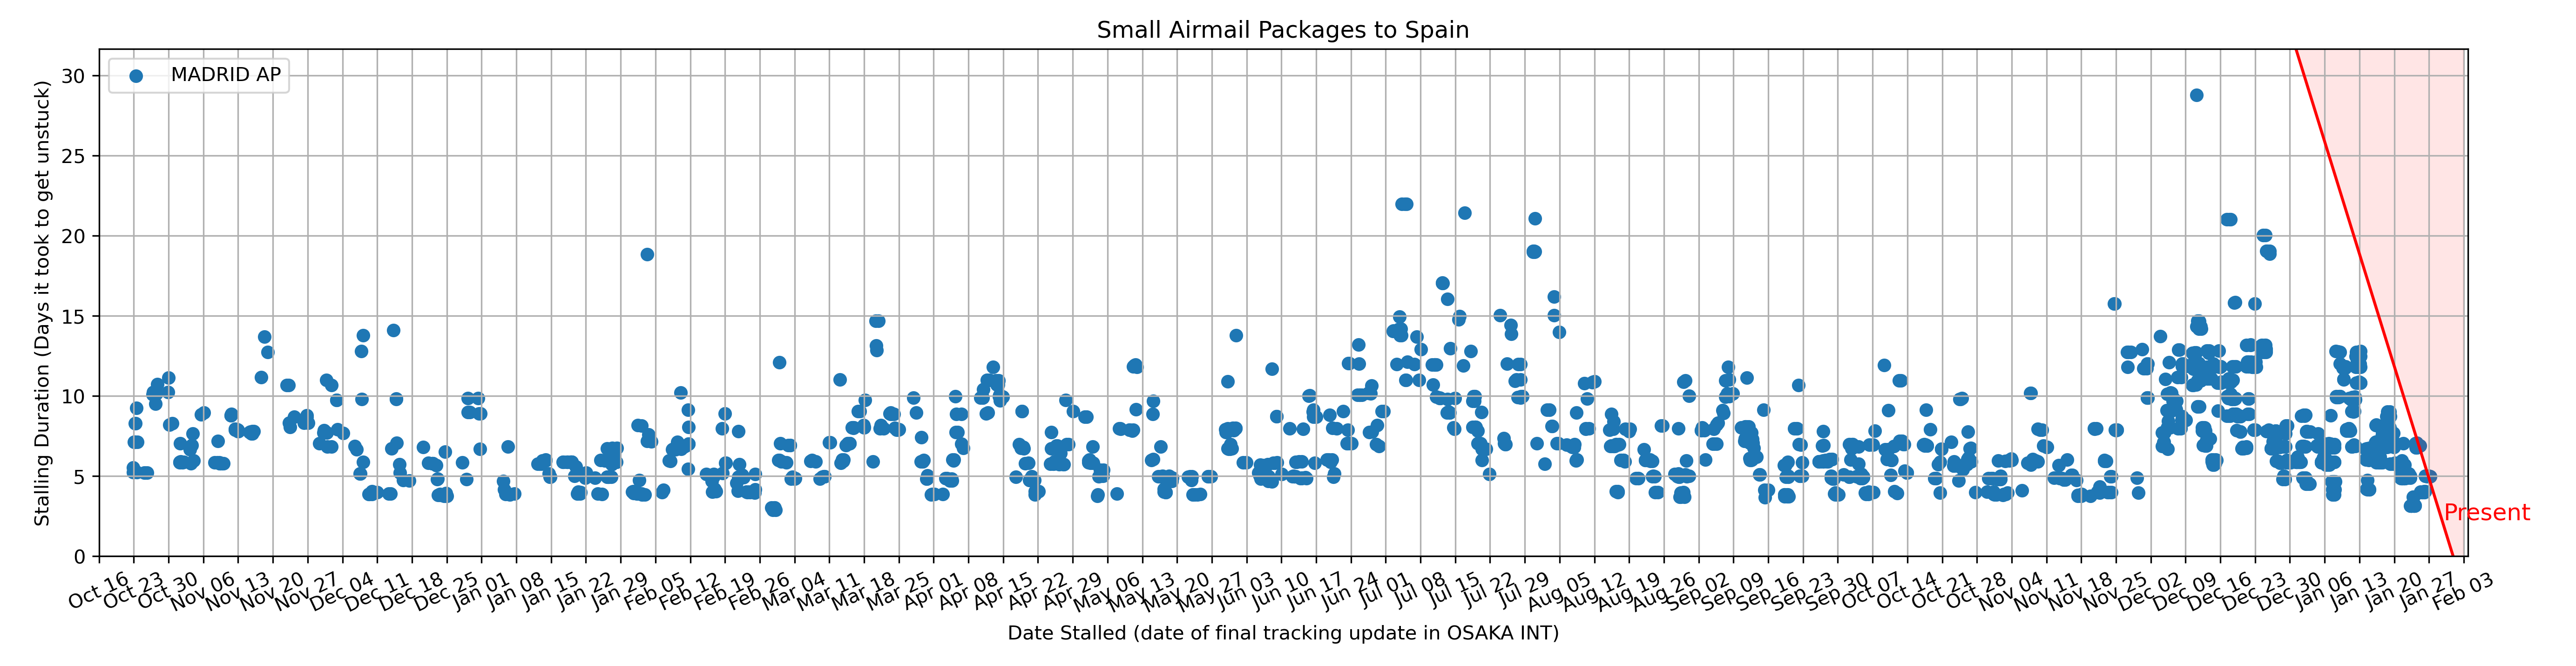 Small Airmail Packages to Spain
MADRID AP
Stalling Duration (Days it took to get unstuck)
30
25
20
15
10
5
0
Present
Oct 16 Oct 23 Oct 30 Nov 06 Nov 13 Nov 20 Nov 27 Dec 04 Dec 11 Dec 18 Dec 25 Jan 01 Jan 08 Jan 15 Jan 22 Jan 29 Feb 05 Feb 12 Feb 19 Feb 26 Mar 04 Mar 11 Mar 18 Mar 25 Apr 01 Apr 08 Apr 15 Apr 22 Apr 29 May 06 May 13 May 20 May 27 Jun 03 Jun 10 Jun 17 Jun 24 Jul 01 Jul 08 Jul 15 Jul 22 Jul 29 Aug 05 Aug 12 Aug 19 Aug 26 Sep 02 Sep 09 Sep 16 Sep 23 Sep 30 Oct 07 Oct 14 Oct 21 Oct 28 Nov 04 Nov 11 Nov 18 Nov 25 Dec 02 Dec 09 Dec 16 Dec 23 Dec 30 Jan 06 Jan 13 Jan 20 Jan 27 Feb 03
Date Stalled (date of final tracking update in OSAKA INT)